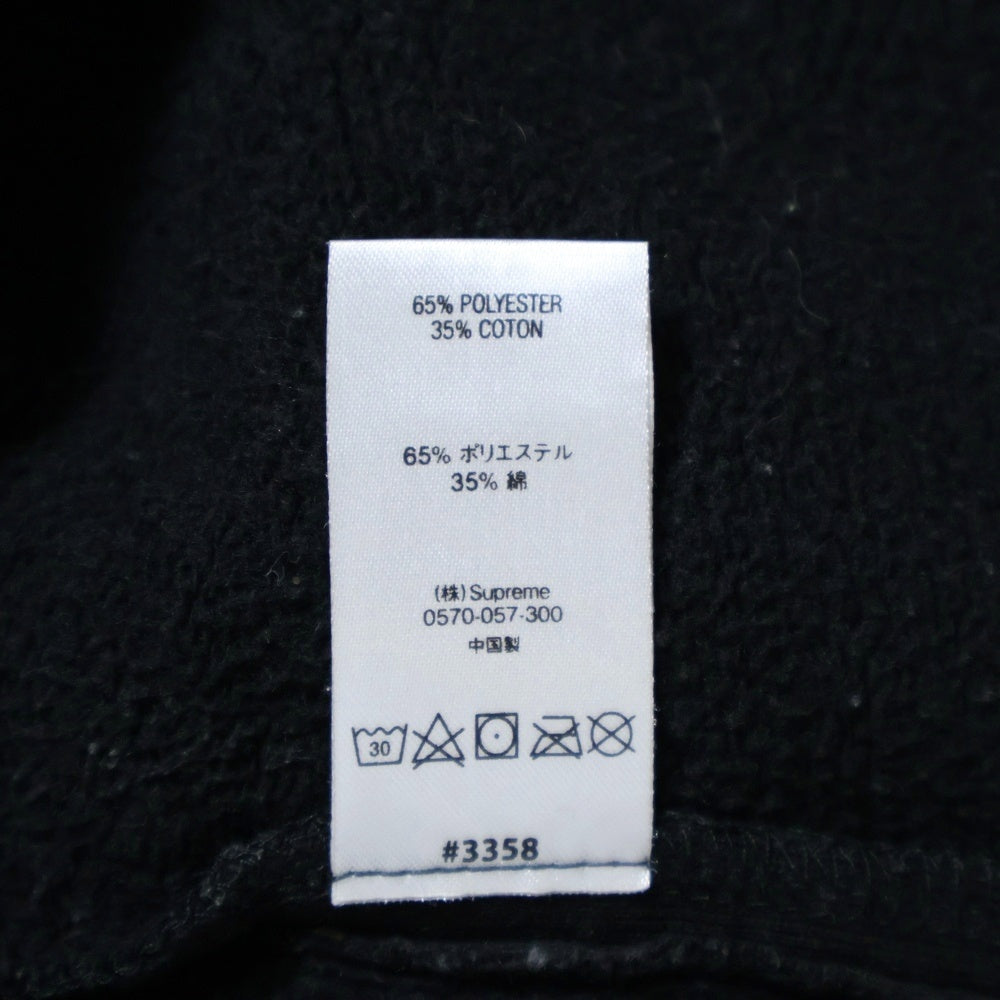 65% POLYESTER
35% COTON
65% ポリエステル
35% 綿
(株)Supreme
0570-057-300
中国製
30
#3358